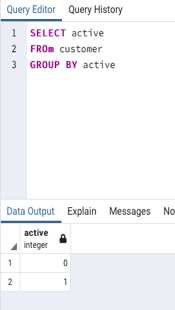 Query Editor Query History
1 SELECT active
2 FROm customer
3 GROUP BY active
Data Output Explain Messages No
active
integer
1 0
2 1